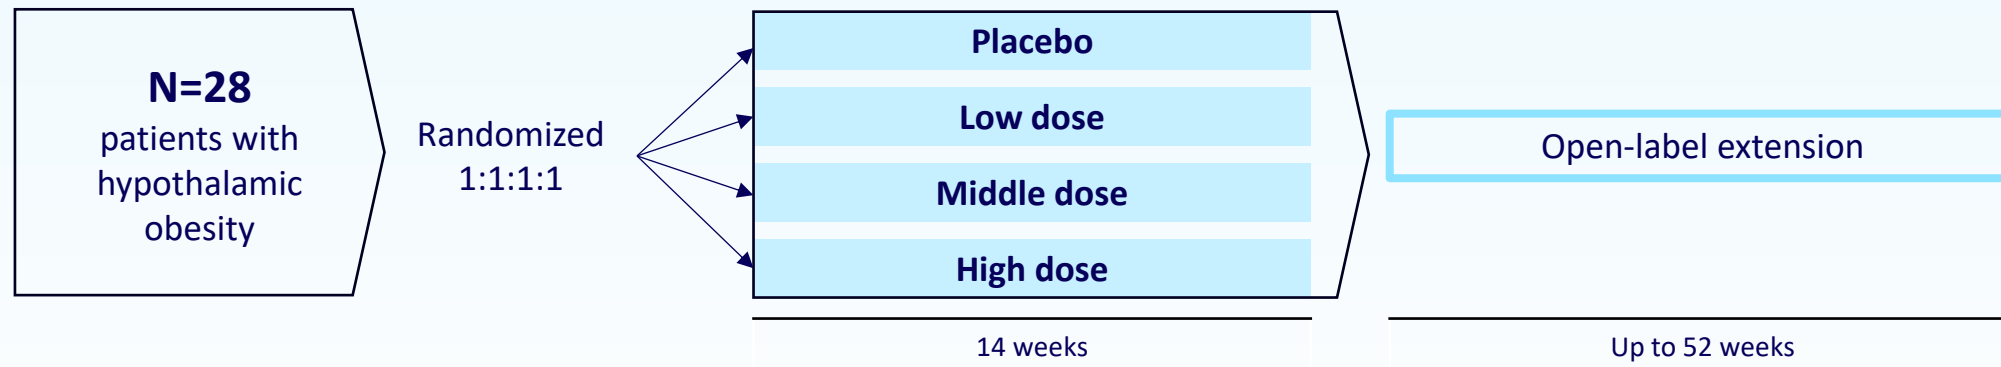 N=28
patients with
hypothalamic
obesity
Randomized
1:1:1:1
Placebo
Low dose
Middle dose
High dose
14 weeks
Open-label extension
Up to 52 weeks